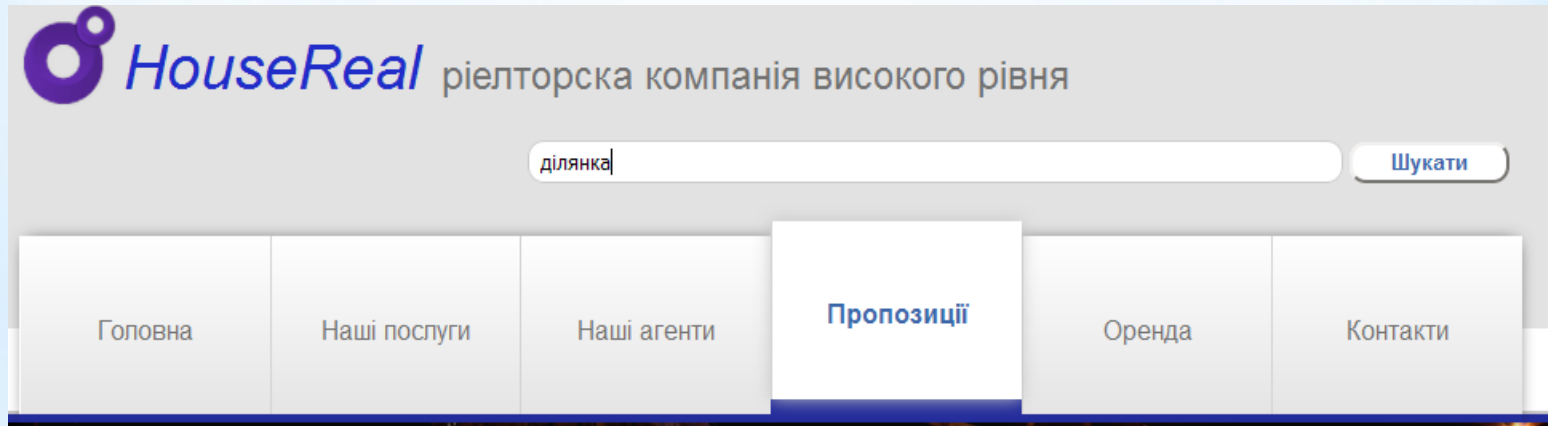 HouseReal ріелторска компанія високого рівня
ділянка Шукати
Головна Наші послуги Наші агенти Пропозиції Оренда Контакти